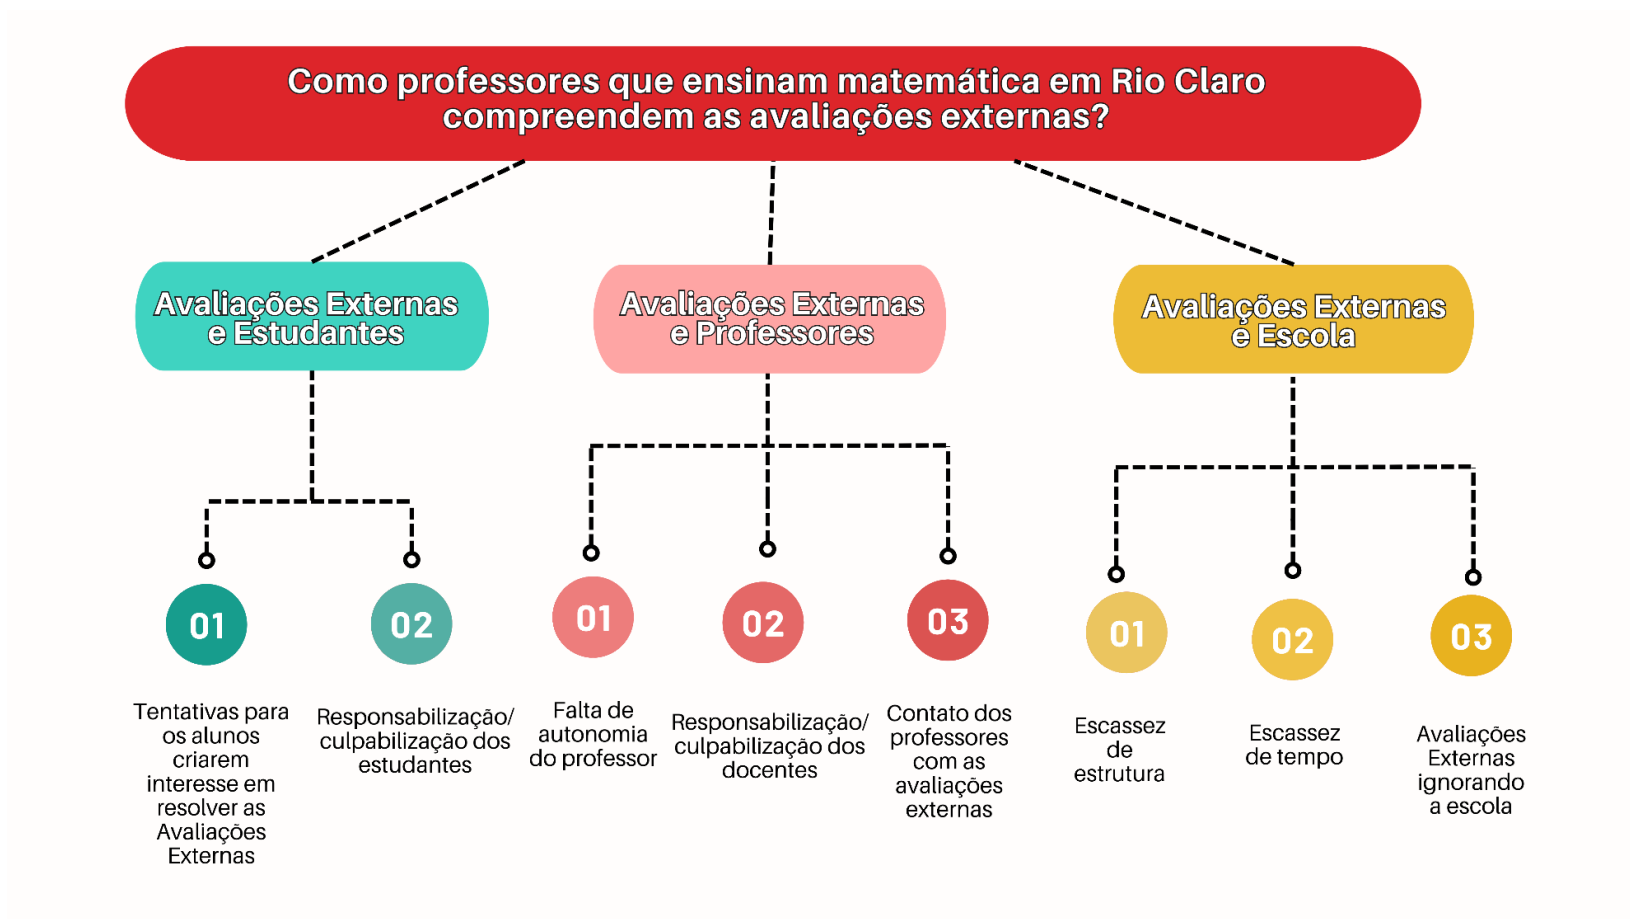 Como professores que ensinam matemática em Rio Claro
compreendem as avaliações externas?
Avaliações Externas
e Estudantes
Avaliações Externas
e Professores
Avaliações Externas
e Escola
01
Tentativas para
os alunos
criarem
interesse em
resolver as
Avaliações
Externas
02
Responsabilização/
culpabilização dos
estudantes
01
Falta de
autonomia
do professor
02
Responsabilização/
culpabilização dos
docentes
03
Contato dos
professores
com as
avaliações
externas
01
Escassez
de
estrutura
02
Escassez
de tempo
03
Avaliações
Externas
ignorando
a escola